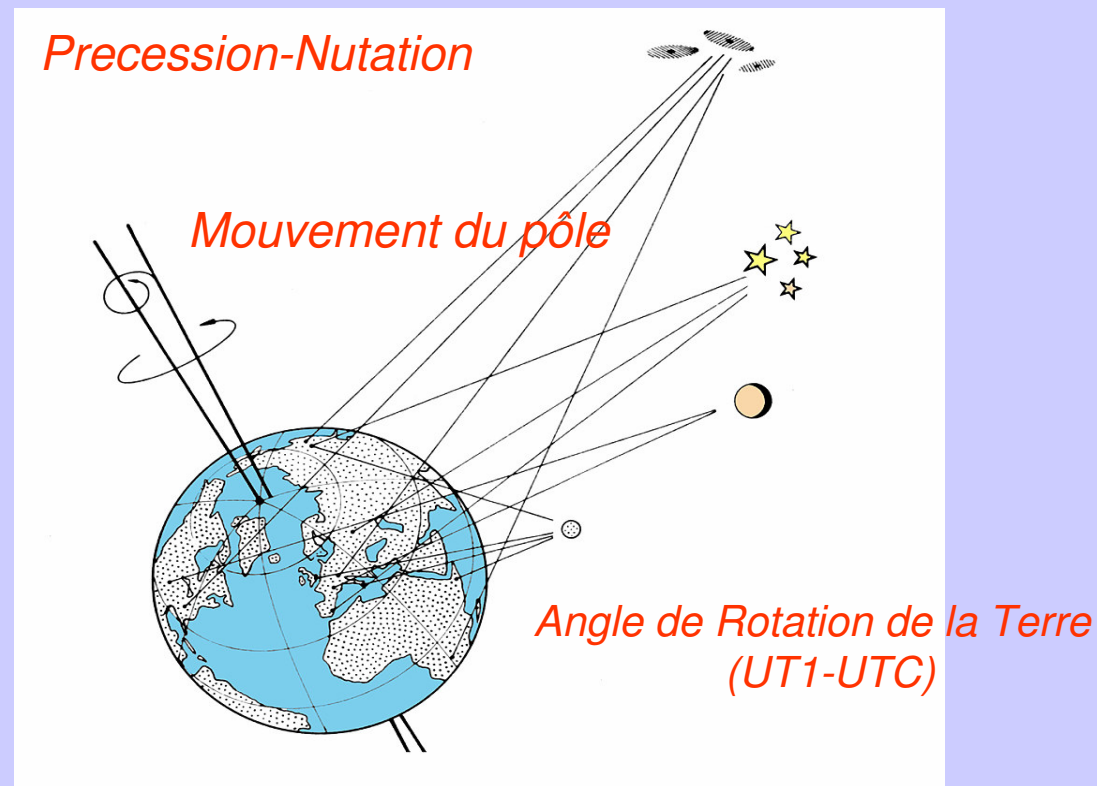 Precession-Nutation
Mouvement du pôle
Angle de Rotation de la Terre
(UT1-UTC)